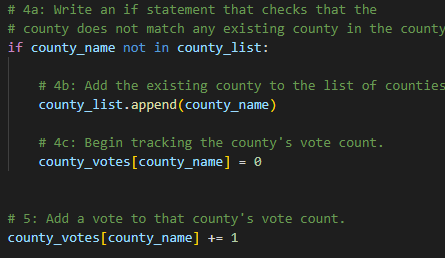 # 4a: Write an if statement that checks that the
# county does not match any existing county in the county
if county_name not in county_list:
# 4b: Add the existing county to the list of counties
county_list.append(county_name)
# 4c: Begin tracking the county's vote count.
county_votes[county_name] = 0
# 5: Add a vote to that county's vote count.
county_votes[county_name] += 1